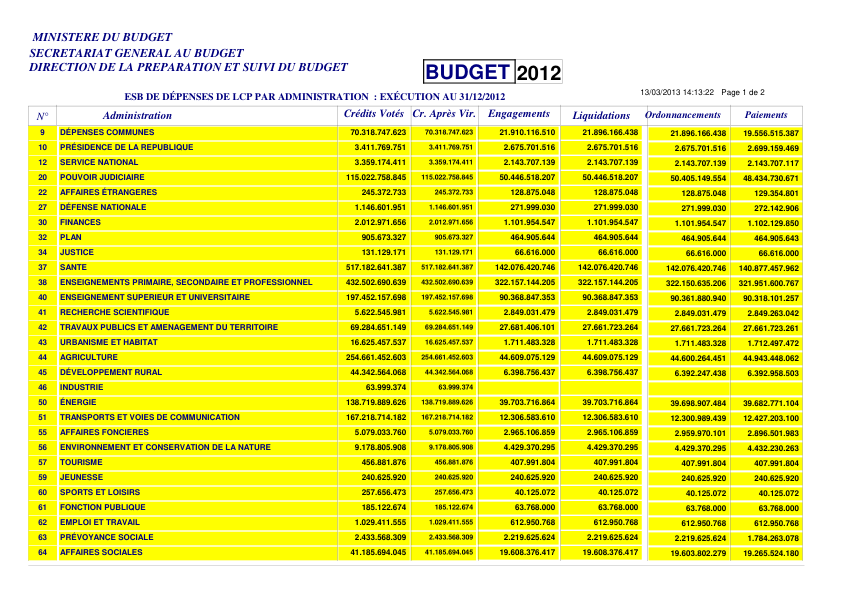 MINISTERE DU BUDGET
SECRETARIAT GENERAL AU BUDGET
DIRECTION DE LA PREPARATION ET SUIVI DU BUDGET
BUDGET 2012
13/03/2013 14:13:22 Page 1 de 2
ESB DE DÉPENSES DE LCP PAR ADMINISTRATION : EXÉCUTION AU 31/12/2012
N° Administration Crédits Votés Cr. Après Vir. Engagements Liquidations Ordonnancements Paiements
9 DÉPENSES COMMUNES 70.318.747.623 70.318.747.623 21.910.116.510 21.896.166.438 21.896.166.438 19.556.515.387
10 PRÉSIDENCE DE LA REPUBLIQUE 3.411.769.751 3.411.769.751 2.675.701.516 2.675.701.516 2.675.701.516 2.699.159.469
12 SERVICE NATIONAL 3.359.174.411 3.359.174.411 2.143.707.139 2.143.707.139 2.143.707.139 2.143.707.117
20 POUVOIR JUDICIAIRE 115.022.758.845 115.022.758.845 50.446.518.207 50.446.518.207 50.405.149.554 48.434.730.671
22 AFFAIRES ÉTRANGERES 245.372.733 245.372.733 128.875.048 128.875.048 128.875.048 129.354.801
27 DÉFENSE NATIONALE 1.146.601.951 1.146.601.951 271.999.030 271.999.030 271.999.030 272.142.906
30 FINANCES 2.012.971.656 2.012.971.656 1.101.954.547 1.101.954.547 1.101.954.547 1.102.129.850
32 PLAN 905.673.327 905.673.327 464.905.644 464.905.644 464.905.644 464.905.643
34 JUSTICE 131.129.171 131.129.171 66.616.000 66.616.000 66.616.000 66.616.000
37 SANTE 517.182.641.387 517.182.641.387 142.076.420.746 142.076.420.746 142.076.420.746 140.877.457.962
38 ENSEIGNEMENTS PRIMAIRE, SECONDAIRE ET PROFESSIONNEL 432.502.690.639 432.502.690.639 322.157.144.205 322.157.144.205 322.150.635.206 321.951.600.767
40 ENSEIGNEMENT SUPERIEUR ET UNIVERSITAIRE 197.452.157.698 197.452.157.698 90.368.847.353 90.368.847.353 90.361.880.940 90.318.101.257
41 RECHERCHE SCIENTIFIQUE 5.622.545.981 5.622.545.981 2.849.031.479 2.849.031.479 2.849.031.479 2.849.263.042
42 TRAVAUX PUBLICS ET AMENAGEMENT DU TERRITOIRE 69.284.651.149 69.284.651.149 27.681.406.101 27.661.723.264 27.661.723.264 27.661.723.261
43 URBANISME ET HABITAT 16.625.457.537 16.625.457.537 1.711.483.328 1.711.483.328 1.711.483.328 1.712.497.472
44 AGRICULTURE 254.661.452.603 254.661.452.603 44.609.075.129 44.609.075.129 44.600.264.451 44.943.448.062
45 DÉVELOPPEMENT RURAL 44.342.564.068 44.342.564.068 6.398.756.437 6.398.756.437 6.392.247.438 6.392.958.503
46 INDUSTRIE 63.999.374 63.999.374
50 ÉNERGIE 138.719.889.626 138.719.889.626 39.703.716.864 39.703.716.864 39.698.907.484 39.682.771.104
51 TRANSPORTS ET VOIES DE COMMUNICATION 167.218.714.182 167.218.714.182 12.306.583.610 12.306.583.610 12.300.989.439 12.427.203.100
55 AFFAIRES FONCIERES 5.079.033.760 5.079.033.760 2.965.106.859 2.965.106.859 2.959.970.101 2.896.501.983
56 ENVIRONNEMENT ET CONSERVATION DE LA NATURE 9.178.805.908 9.178.805.908 4.429.370.295 4.429.370.295 4.429.370.295 4.432.230.263
57 TOURISME 456.881.876 456.881.876 407.991.804 407.991.804 407.991.804 407.991.804
59 JEUNESSE 240.625.920 240.625.920 240.625.920 240.625.920 240.625.920 240.625.920
60 SPORTS ET LOISIRS 257.656.473 257.656.473 40.125.072 40.125.072 40.125.072 40.125.072
61 FONCTION PUBLIQUE 185.122.674 185.122.674 63.768.000 63.768.000 63.768.000 63.768.000
62 EMPLOI ET TRAVAIL 1.029.411.555 1.029.411.555 612.950.768 612.950.768 612.950.768 612.950.768
63 PRÉVOYANCE SOCIALE 2.433.568.309 2.433.568.309 2.219.625.624 2.219.625.624 2.219.625.624 1.784.263.078
64 AFFAIRES SOCIALES 41.185.694.045 41.185.694.045 19.608.376.417 19.608.376.417 19.603.802.279 19.265.524.180